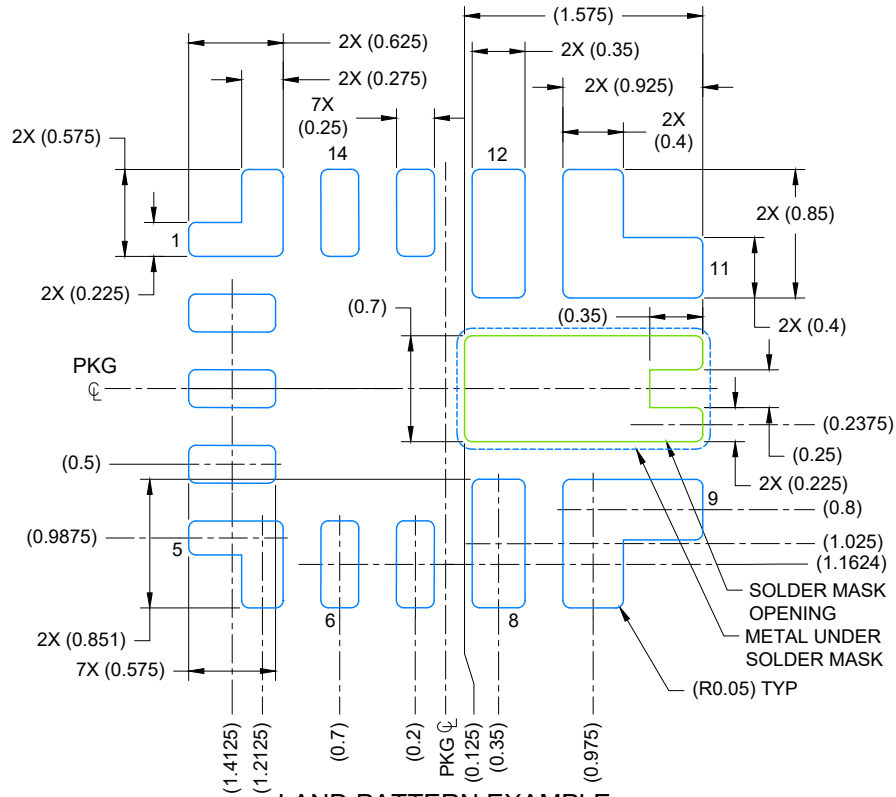 (1.575)
2X (0.625)
2X (0.35)
2X (0.275)
2X (0.925)
7X
(0.25)
2X
(0.4)
2X (0.575)
14
12
2X (0.85)
1
11
2X (0.225)
(0.7)
(0.35)
2X (0.4)
PKG
℄
(0.2375)
(0.25)
(0.5)
2X (0.225)
9
(0.8)
(0.9875)
5
(1.025)
(1.1624)
SOLDER MASK
OPENING
6
8
METAL UNDER
SOLDER MASK
2X (0.851)
7X (0.575)
(R0.05) TYP
(1.4125)
(1.2125)
(0.7)
(0.2)
PKG ℄
(0.125)
(0.35)
(0.975)
LAND PATTERN EXAMPLE